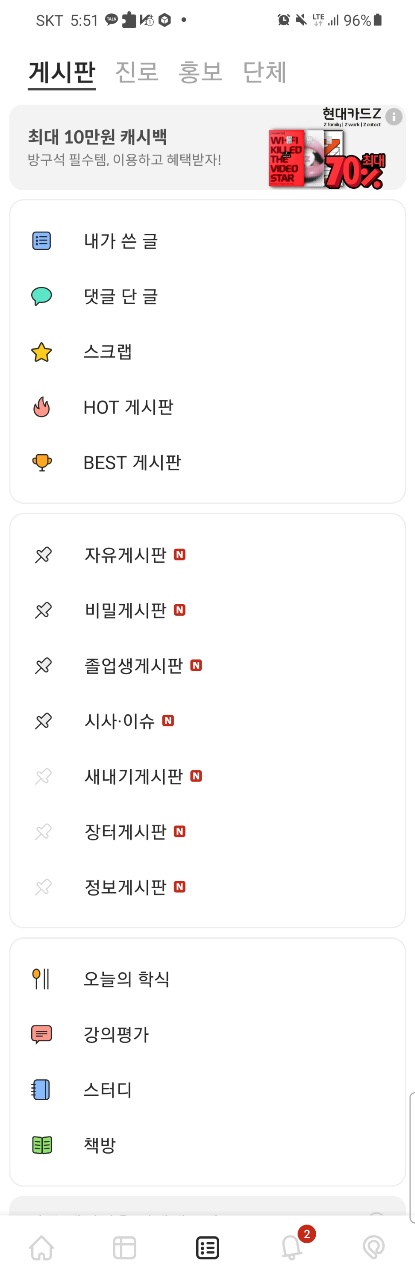 SKT 5:51
LTE
96%
게시판 진로 홍보 단체
최대 10만원 캐시백
방구석 필수템, 이용하고 혜택받자!
현대카드Z
WI-FI
KILLED
THE
VIDEO
STAR
최대
70%
내가 쓴 글
댓글 단 글
스크랩
HOT 게시판
BEST 게시판
자유게시판 N
비밀게시판 N
졸업생게시판 N
시사·이슈 N
새내기게시판 N
장터게시판 N
정보게시판 N
오늘의 학식
강의평가
스터디
책방
2